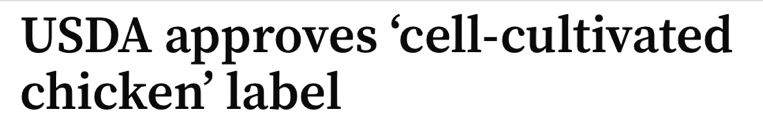 USDA approves ‘cell-cultivated
chicken’ label